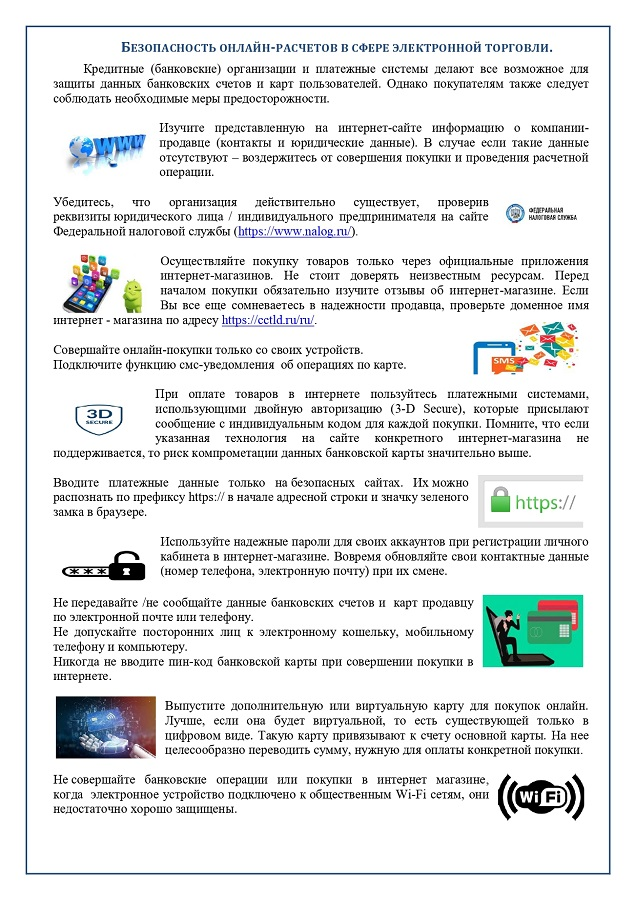 БЕЗОПАСНОСТЬ ОНЛАЙН-РАСЧЕТОВ В СФЕРЕ ЭЛЕКТРОННОЙ ТОРГОВЛИ.
Кредитные (банковские) организации и платежные системы делают все возможное для
защиты данных банковских счетов и карт пользователей. Однако покупателям также следует
соблюдать необходимые меры предосторожности.
www
Изучите представленную на интернет-сайте информацию о компании-
продавце (контакты и юридические данные). В случае если такие данные
отсутствуют – воздержитесь от совершения покупки и проведения расчетной
операции.
Убедитесь, что организация действительно существует, проверив
реквизиты юридического лица / индивидуального предпринимателя на сайте
Федеральной налоговой службы (https://www.nalog.ru/).
ФЕДЕРАЛЬНАЯ
НАЛОГОВАЯ СЛУЖБА
Осуществляйте покупку товаров только через официальные приложения
интернет-магазинов. Не стоит доверять неизвестным ресурсам. Перед
началом покупки обязательно изучите отзывы об интернет-магазине. Если
Вы все еще сомневаетесь в надежности продавца, проверьте доменное имя
интернет - магазина по адресу https://cctld.ru/ru/.
SMS
Совершайте онлайн-покупки только со своих устройств.
Подключите функцию смс-уведомления об операциях по карте.
3D
SECURE
При оплате товаров в интернете пользуйтесь платежными системами,
использующими двойную авторизацию (3-D Secure), которые присылают
сообщение с индивидуальным кодом для каждой покупки. Помните, что если
указанная технология на сайте конкретного интернет-магазина не
поддерживается, то риск компрометации данных банковской карты значительно выше.
Вводите платежные данные только на безопасных сайтах. Их можно
распознать по префиксу https:// в начале адресной строки и значку зеленого
замка в браузере.
https://
Используйте надежные пароли для своих аккаунтов при регистрации личного
кабинета в интернет-магазине. Вовремя обновляйте свои контактные данные
(номер телефона, электронную почту) при их смене.
Не передавайте /не сообщайте данные банковских счетов и карт продавцу
по электронной почте или телефону.
Не допускайте посторонних лиц к электронному кошельку, мобильному
телефону и компьютеру.
Никогда не вводите пин-код банковской карты при совершении покупки в
интернете.
Выпустите дополнительную или виртуальную карту для покупок онлайн.
Лучше, если она будет виртуальной, то есть существующей только в
цифровом виде. Такую карту привязывают к счету основной карты. На нее
целесообразно переводить сумму, нужную для оплаты конкретной покупки.
Не совершайте банковские операции или покупки в интернет магазине,
когда электронное устройство подключено к общественным Wi-Fi сетям, они
недостаточно хорошо защищены.
Wi Fi